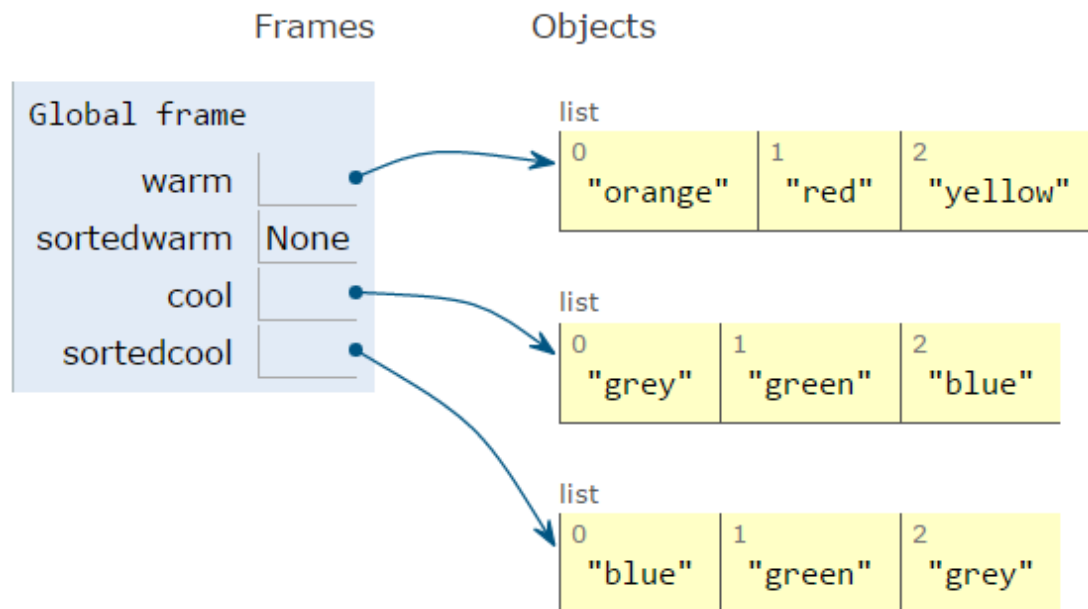 Frames Objects
Global frame
warm
sortedwarm None
cool
sortedcool
list
0 1 2
"orange" "red" "yellow"
list
0 1 2
"grey" "green" "blue"
list
0 1 2
"blue" "green" "grey"